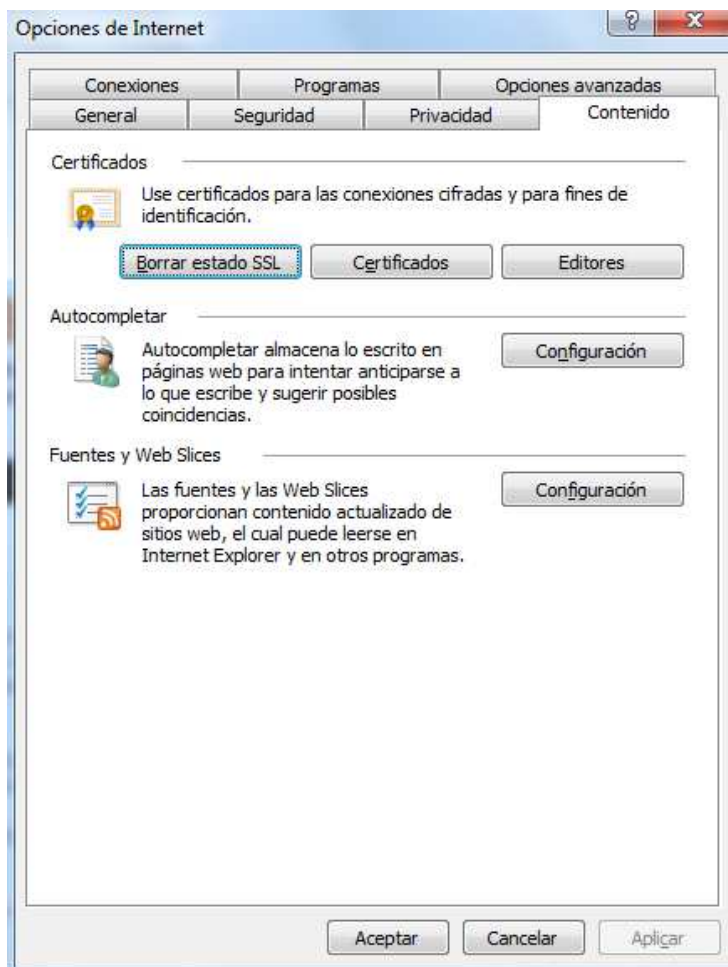 Opciones de Internet
?
Conexiones
Programas
Opciones avanzadas
General
Seguridad
Privacidad
Contenido
Certificados
Use certificados para las conexiones cifradas y para fines de
identificación.
Borrar estado SSL
Certificados
Editores
Autocompletar
Autocompletar almacena lo escrito en
páginas web para intentar anticiparse a
lo que escribe y sugerir posibles
coincidencias.
Configuración
Fuentes y Web Slices
Las fuentes y las Web Slices
proporcionan contenido actualizado de
sitios web, el cual puede leerse en
Internet Explorer y en otros programas.
Configuración
Aceptar
Cancelar
Aplicar